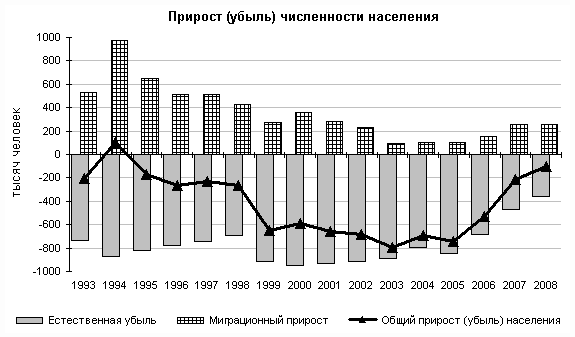 Прирост (убыль) численности населения
тысяч человек
1000
800
600
400
200
0
-200
-400
-600
-800
-1000
1993 1994 1995 1996 1997 1998 1999 2000 2001 2002 2003 2004 2005 2006 2007 2008
Естественная убыль Миграционный прирост Общий прирост (убыль) населения